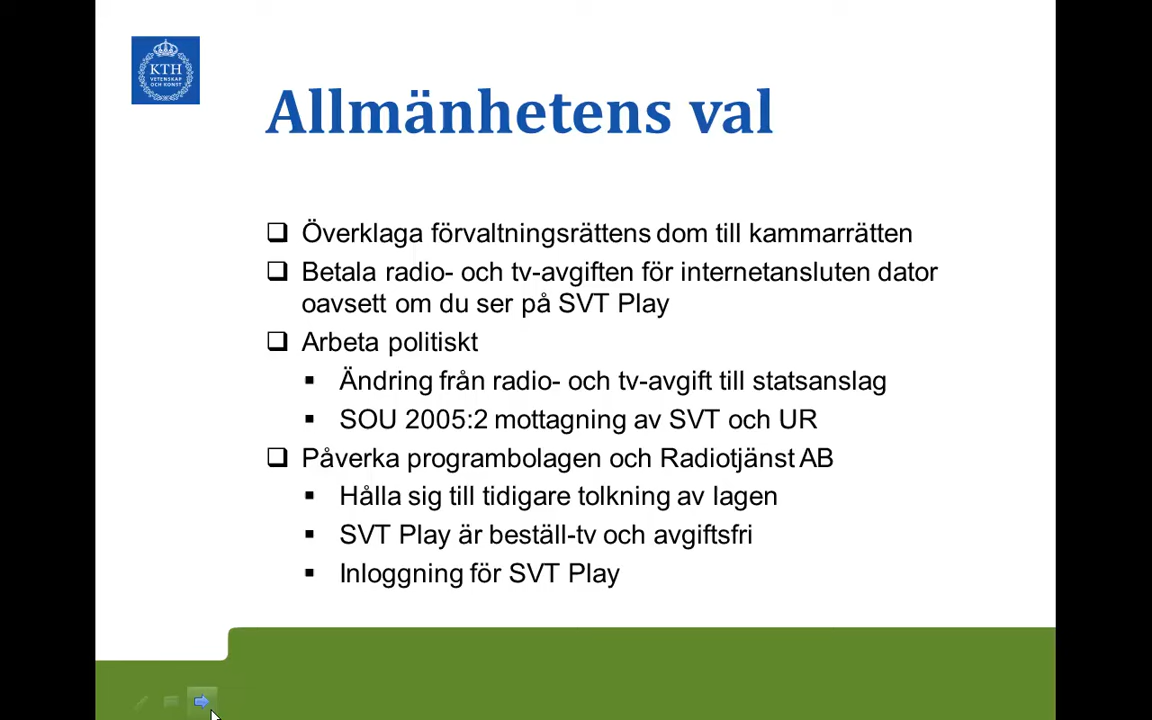 KTH
VETENSKAP
OCH KONST
Allmänhetens val
Överklaga förvaltningsrättens dom till kammarrätten
Betala radio- och tv-avgiften för internetansluten dator
oavsett om du ser på SVT Play
Arbeta politiskt
Ändring från radio- och tv-avgift till statsanslag
SOU 2005:2 mottagning av SVT och UR
Påverka programbolagen och Radiotjänst AB
Hålla sig till tidigare tolkning av lagen
SVT Play är beställ-tv och avgiftsfri
Inloggning för SVT Play